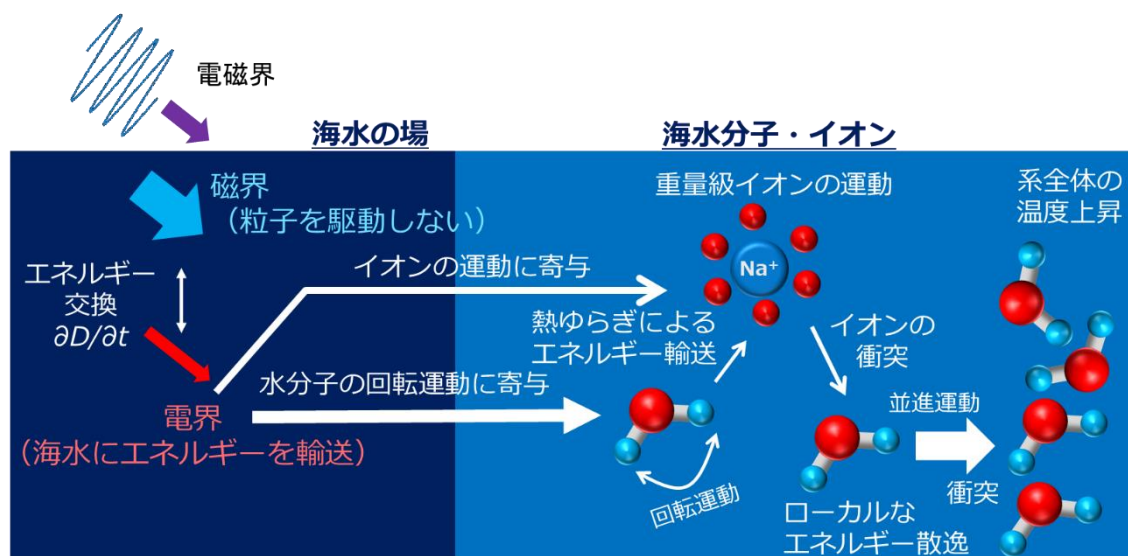 電磁界
海水の場
海水分子・イオン
磁界
（粒子を駆動しない）
エネルギー
交換
∂D/∂t
電界
（海水にエネルギーを輸送）
イオンの運動に寄与
水分子の回転運動に寄与
重量級イオンの運動
Na⁺
熱ゆらぎによる
エネルギー輸送
回転運動
イオンの
衝突
ローカルな
エネルギー散逸
並進運動
衝突
系全体の
温度上昇